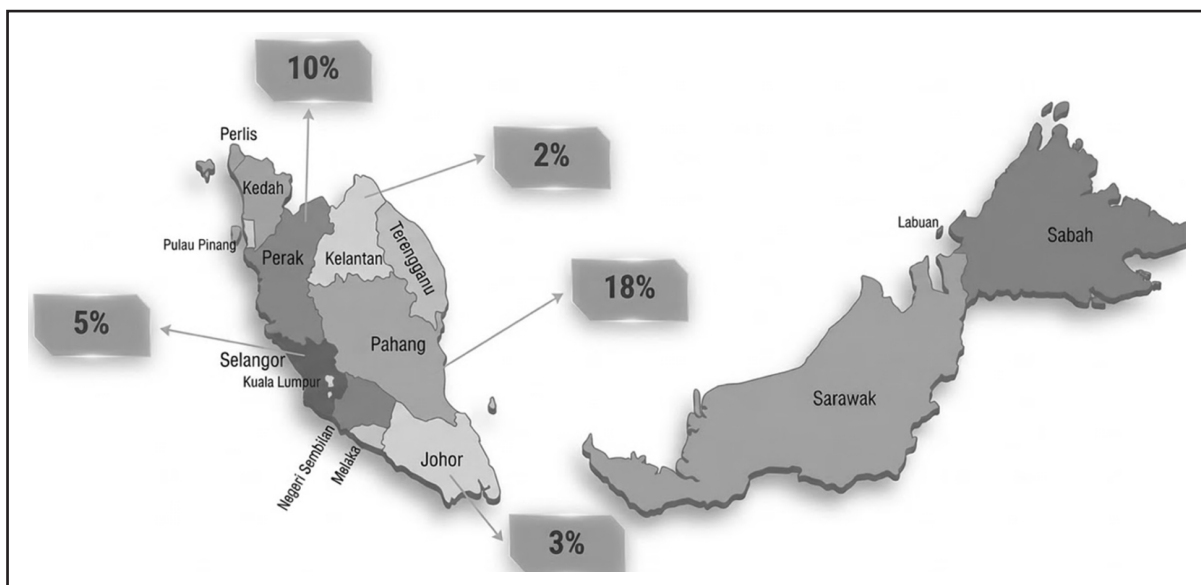 10%
Perlis
2%
Kedah
Pulau Pinang
Perak
Kelantan
Terengganu
Labuan
Sabah
5%
18%
Selangor
Pahang
Kuala Lumpur
Sarawak
Negeri Sembilan
Melaka
Johor
3%